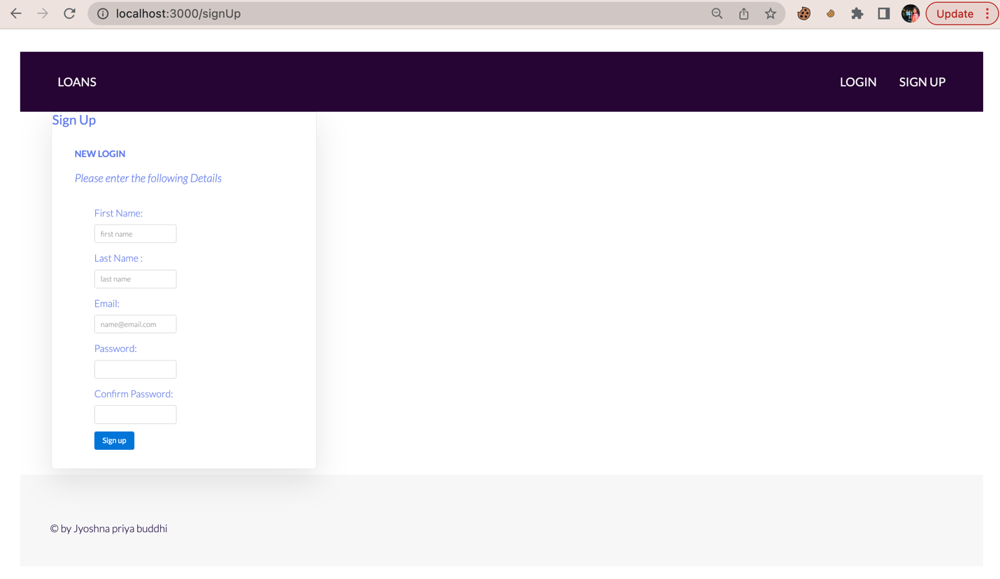 localhost:3000/signUp
Update
LOANS
LOGIN SIGN UP
Sign Up
NEW LOGIN
Please enter the following Details
First Name:
first name
Last Name :
last name
Email:
name@email.com
Password:
Confirm Password:
Sign up
© by Jyoshna priya buddhi